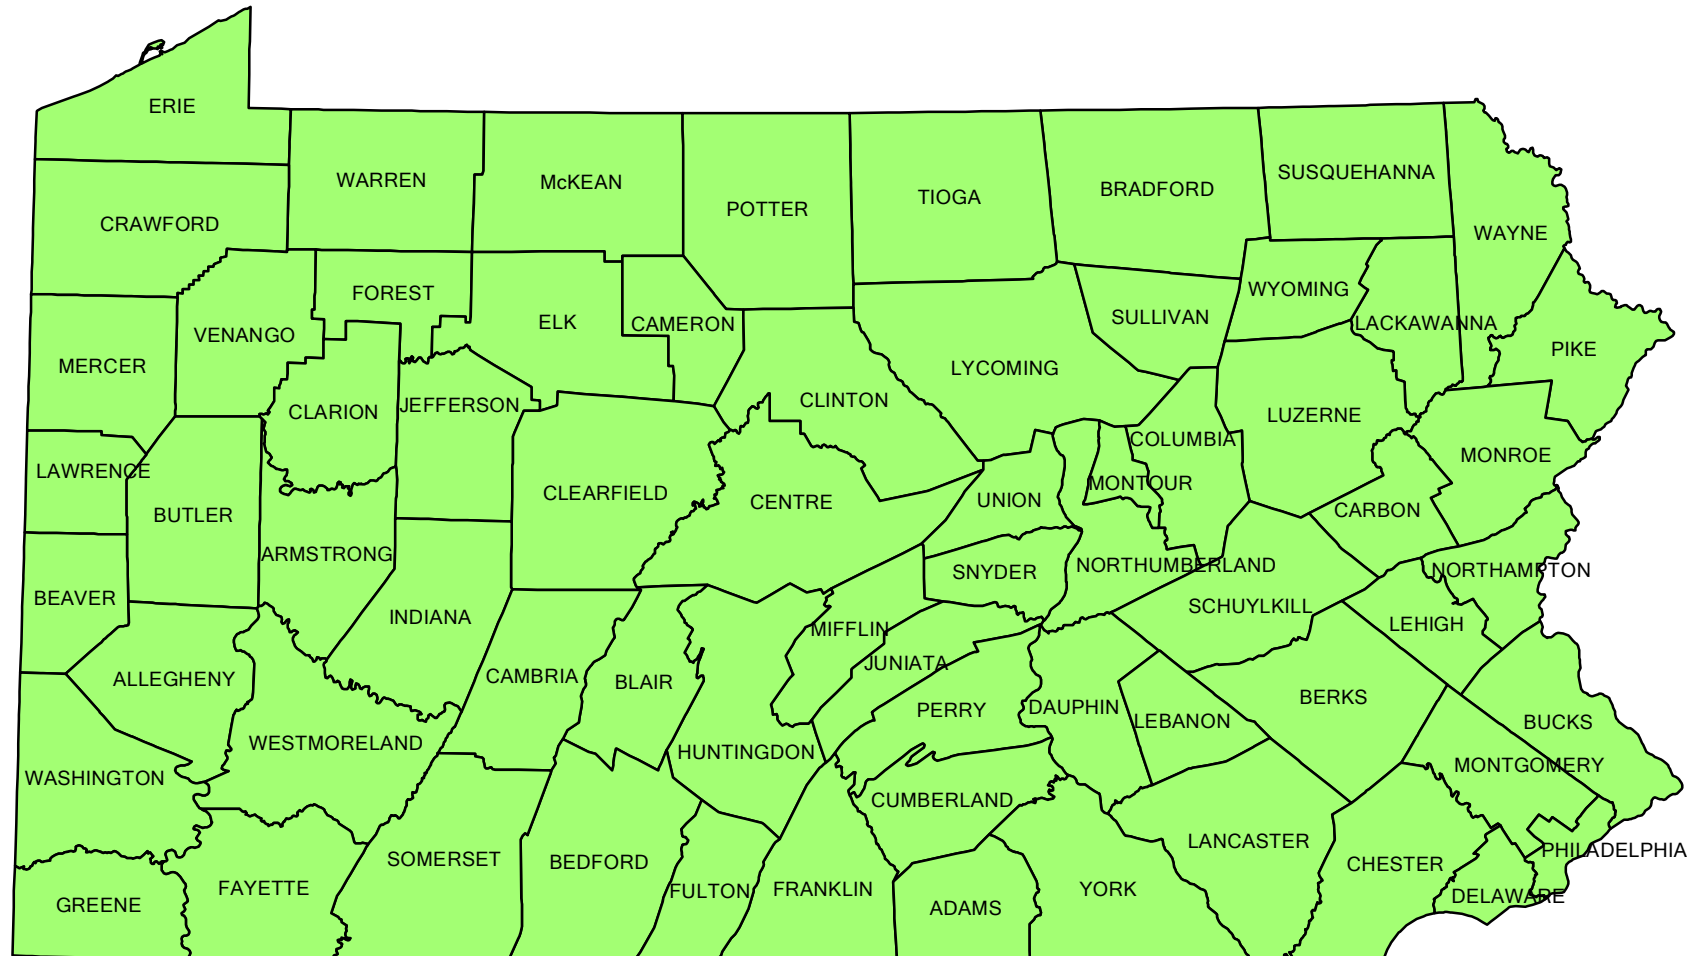 ERIE
WARREN
McKEAN
POTTER
TIOGA
BRADFORD
SUSQUEHANNA
WAYNE
CRAWFORD
FOREST
ELK
CAMERON
WYOMING
SULLIVAN
LACKAWANNA
PIKE
VENANGO
MERCER
LYCOMING
CLARION
JEFFERSON
CLINTON
LUZERNE
COLUMBIA
MONROE
LAWRENCE
CLEARFIELD
CENTRE
UNION
MONTOUR
CARBON
BUTLER
ARMSTRONG
SNYDER
NORTHUMBERLAND
NORTHAMPTON
BEAVER
INDIANA
SCHUYLKILL
MIFFLIN
LEHIGH
JUNIATA
ALLEGHENY
CAMBRIA
BLAIR
PERRY
DAUPHIN
LEBANON
BERKS
BUCKS
WESTMORELAND
HUNTINGDON
WASHINGTON
MONTGOMERY
CUMBERLAND
LANCASTER
SOMERSET
BEDFORD
CHESTER
PHILADELPHIA
GREENE
FAYETTE
FULTON
FRANKLIN
ADAMS
YORK
DELAWARE